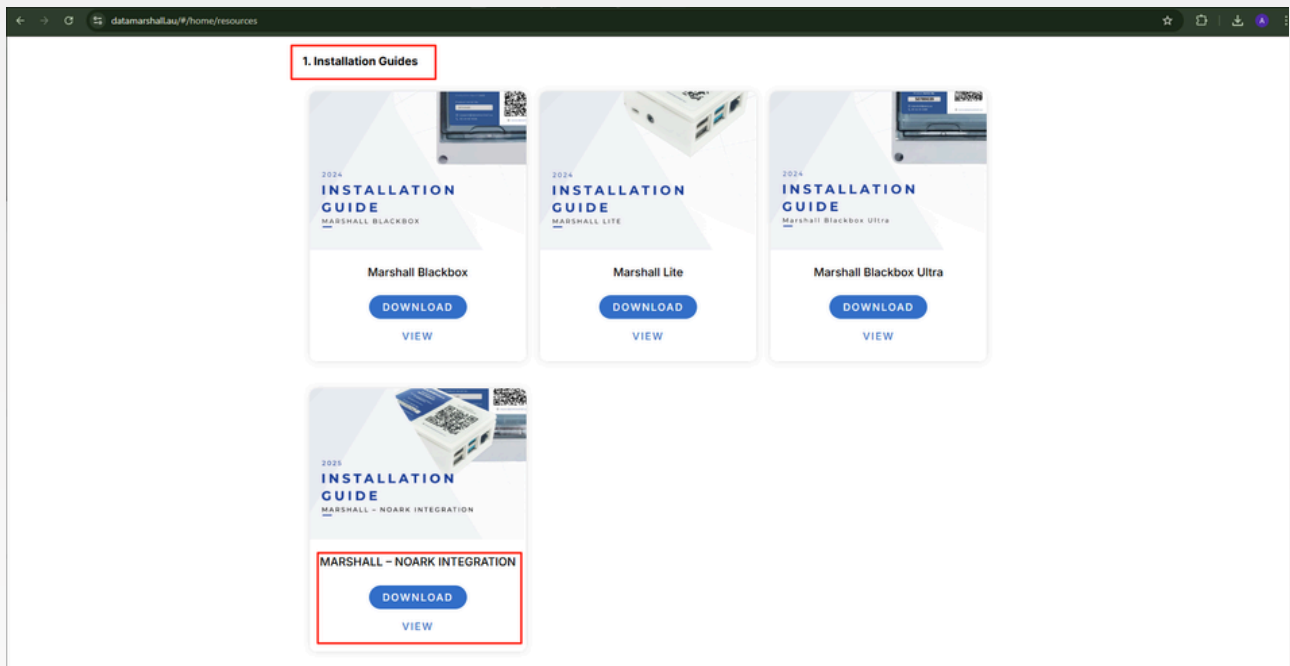 datamarshall.au/#/home/resources
A
1. Installation Guides
2024
INSTALLATION
GUIDE
MARSHALL BLACKBOX
Marshall Blackbox
DOWNLOAD
VIEW
2024
INSTALLATION
GUIDE
MARSHALL LITE
Marshall Lite
DOWNLOAD
VIEW
2024
INSTALLATION
GUIDE
Marshall Blackbox Ultra
Marshall Blackbox Ultra
DOWNLOAD
VIEW
2025
INSTALLATION
GUIDE
MARSHALL – NOARK INTEGRATION
MARSHALL – NOARK INTEGRATION
DOWNLOAD
VIEW